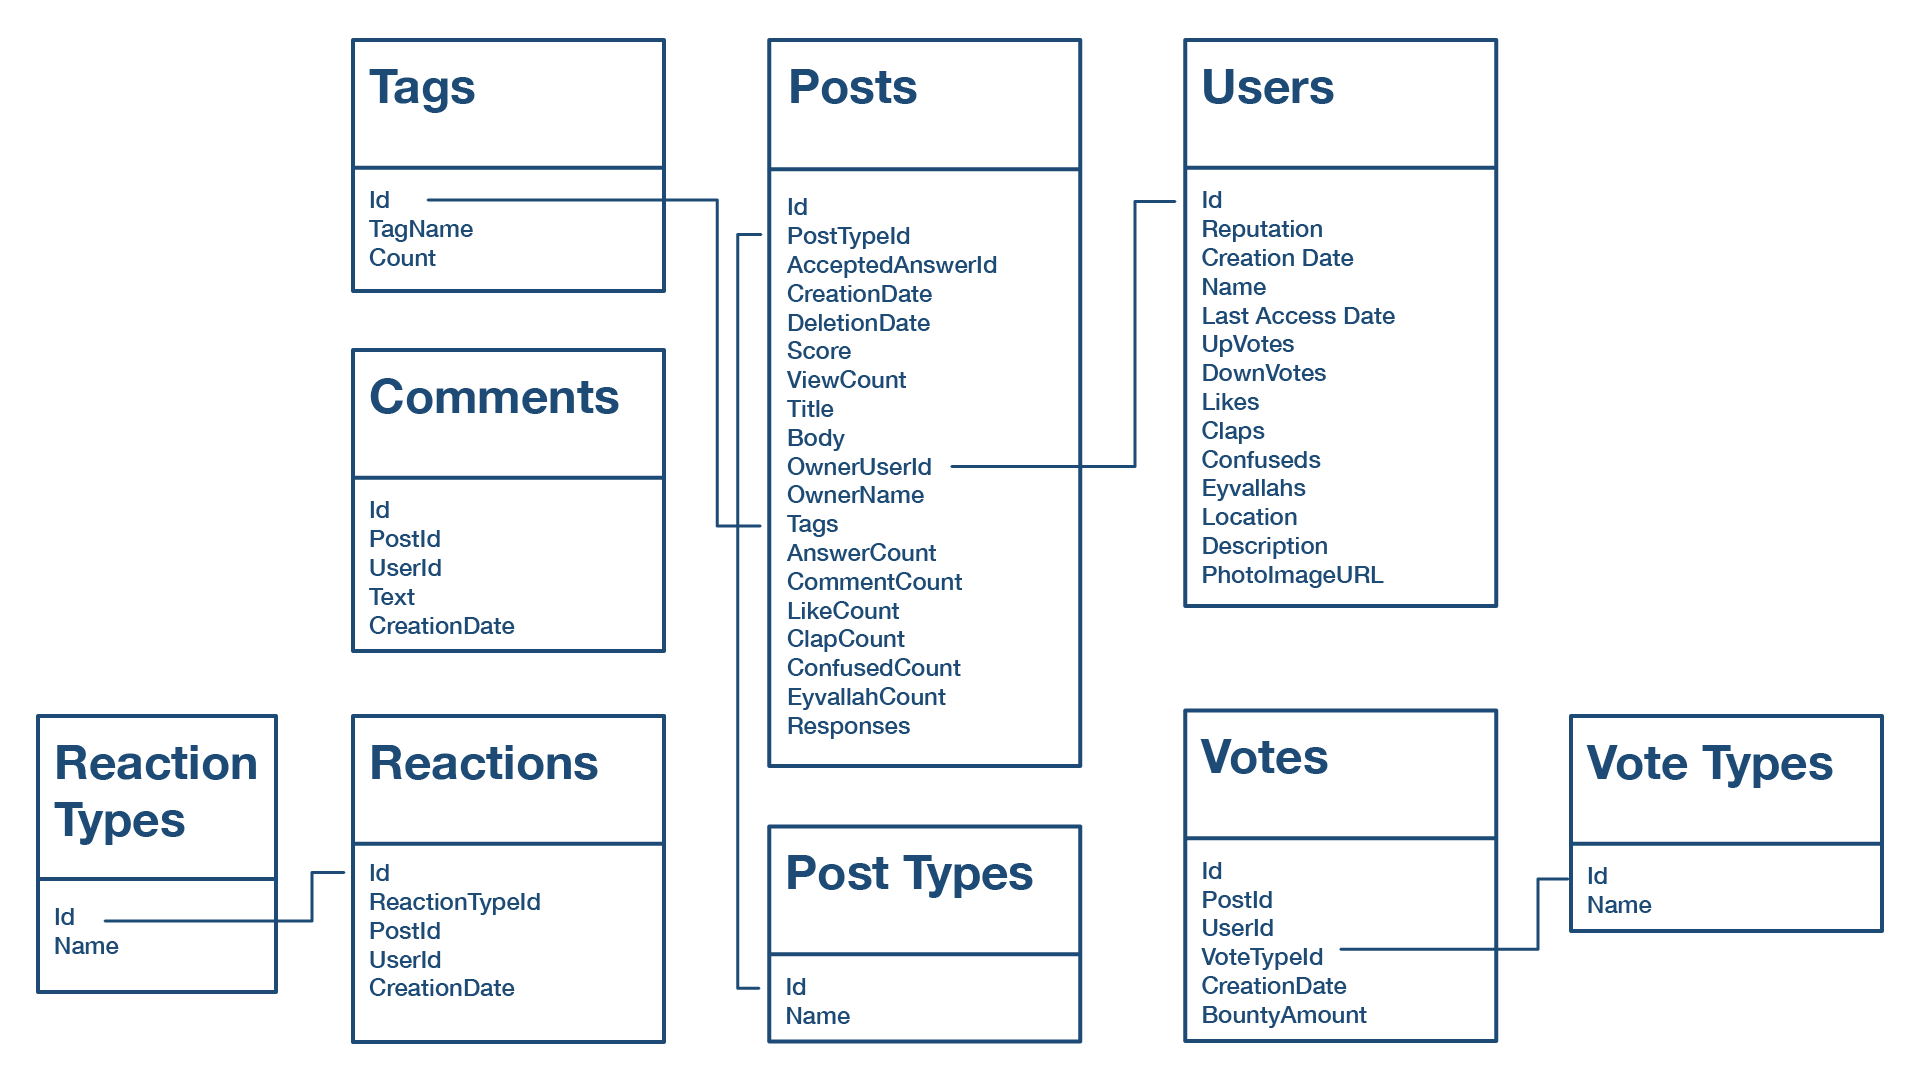 Tags
Id
TagName
Count
Posts
Id
PostTypeId
AcceptedAnswerId
CreationDate
DeletionDate
Score
ViewCount
Title
Body
OwnerUserId
OwnerName
Tags
AnswerCount
CommentCount
LikeCount
ClapCount
ConfusedCount
EyvallahCount
Responses
Users
Id
Reputation
Creation Date
Name
Last Access Date
UpVotes
DownVotes
Likes
Claps
Confuseds
Eyvallahs
Location
Description
PhotoImageURL
Comments
Id
PostId
UserId
Text
CreationDate
Reaction
Types
Id
Name
Reactions
Id
ReactionTypeId
PostId
UserId
CreationDate
Post Types
Id
Name
Votes
Id
PostId
UserId
VoteTypeId
CreationDate
BountyAmount
Vote Types
Id
Name